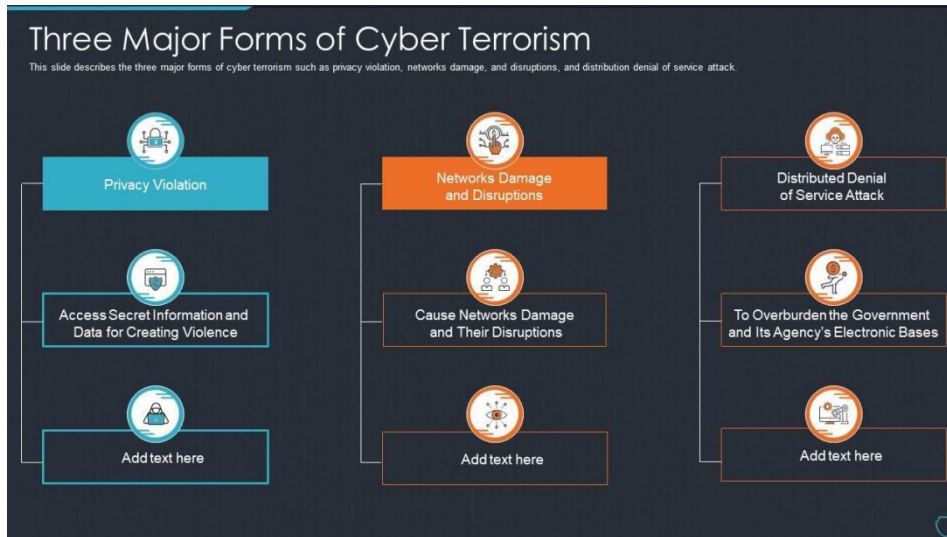 Three Major Forms of Cyber Terrorism
This slide describes the three major forms of cyber terrorism such as privacy violation, networks damage, and disruptions, and distribution denial of service attack.
Privacy Violation
Access Secret Information and
Data for Creating Violence
Add text here
Networks Damage
and Disruptions
Cause Networks Damage
and Their Disruptions
Add text here
Distributed Denial
of Service Attack
To Overburden the Government
and Its Agency's Electronic Bases
Add text here